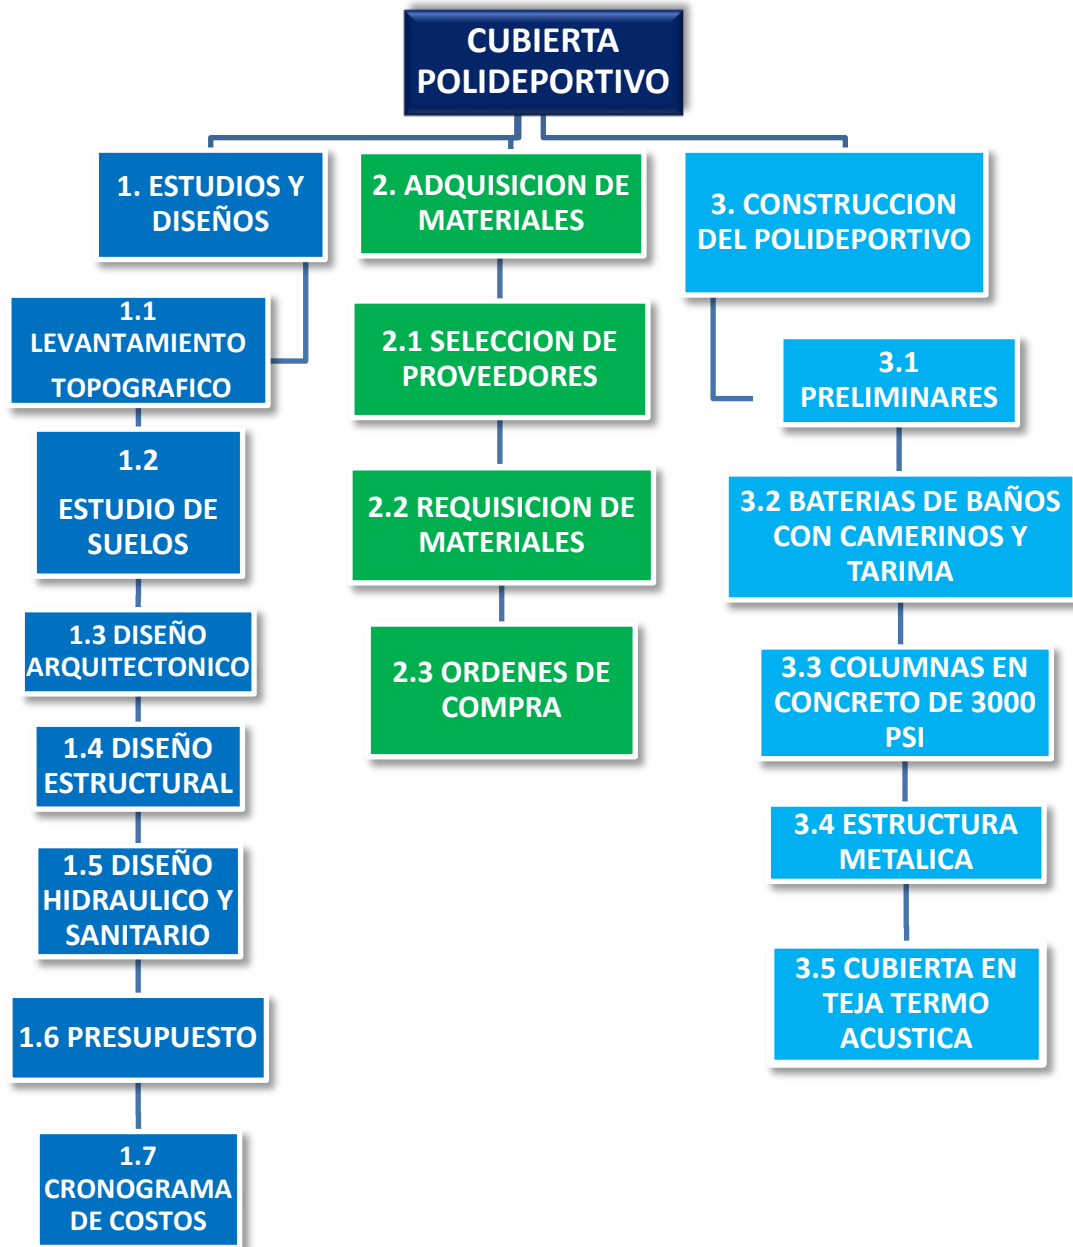 CUBIERTA
POLIDEPORTIVO
1. ESTUDIOS Y
DISEÑOS
1.1
LEVANTAMIENTO
TOPOGRAFICO
1.2
ESTUDIO DE
SUELOS
1.3 DISEÑO
ARQUITECTONICO
1.4 DISEÑO
ESTRUCTURAL
1.5 DISEÑO
HIDRAULICO Y
SANITARIO
1.6 PRESUPUESTO
1.7
CRONOGRAMA
DE COSTOS
2. ADQUISICION DE
MATERIALES
2.1 SELECCION DE
PROVEEDORES
2.2 REQUISICION DE
MATERIALES
2.3 ORDENES DE
COMPRA
3. CONSTRUCCION
DEL POLIDEPORTIVO
3.1
PRELIMINARES
3.2 BATERIAS DE BAÑOS
CON CAMERINOS Y
TARIMA
3.3 COLUMNAS EN
CONCRETO DE 3000
PSI
3.4 ESTRUCTURA
METALICA
3.5 CUBIERTA EN
TEJA TERMO
ACUSTICA